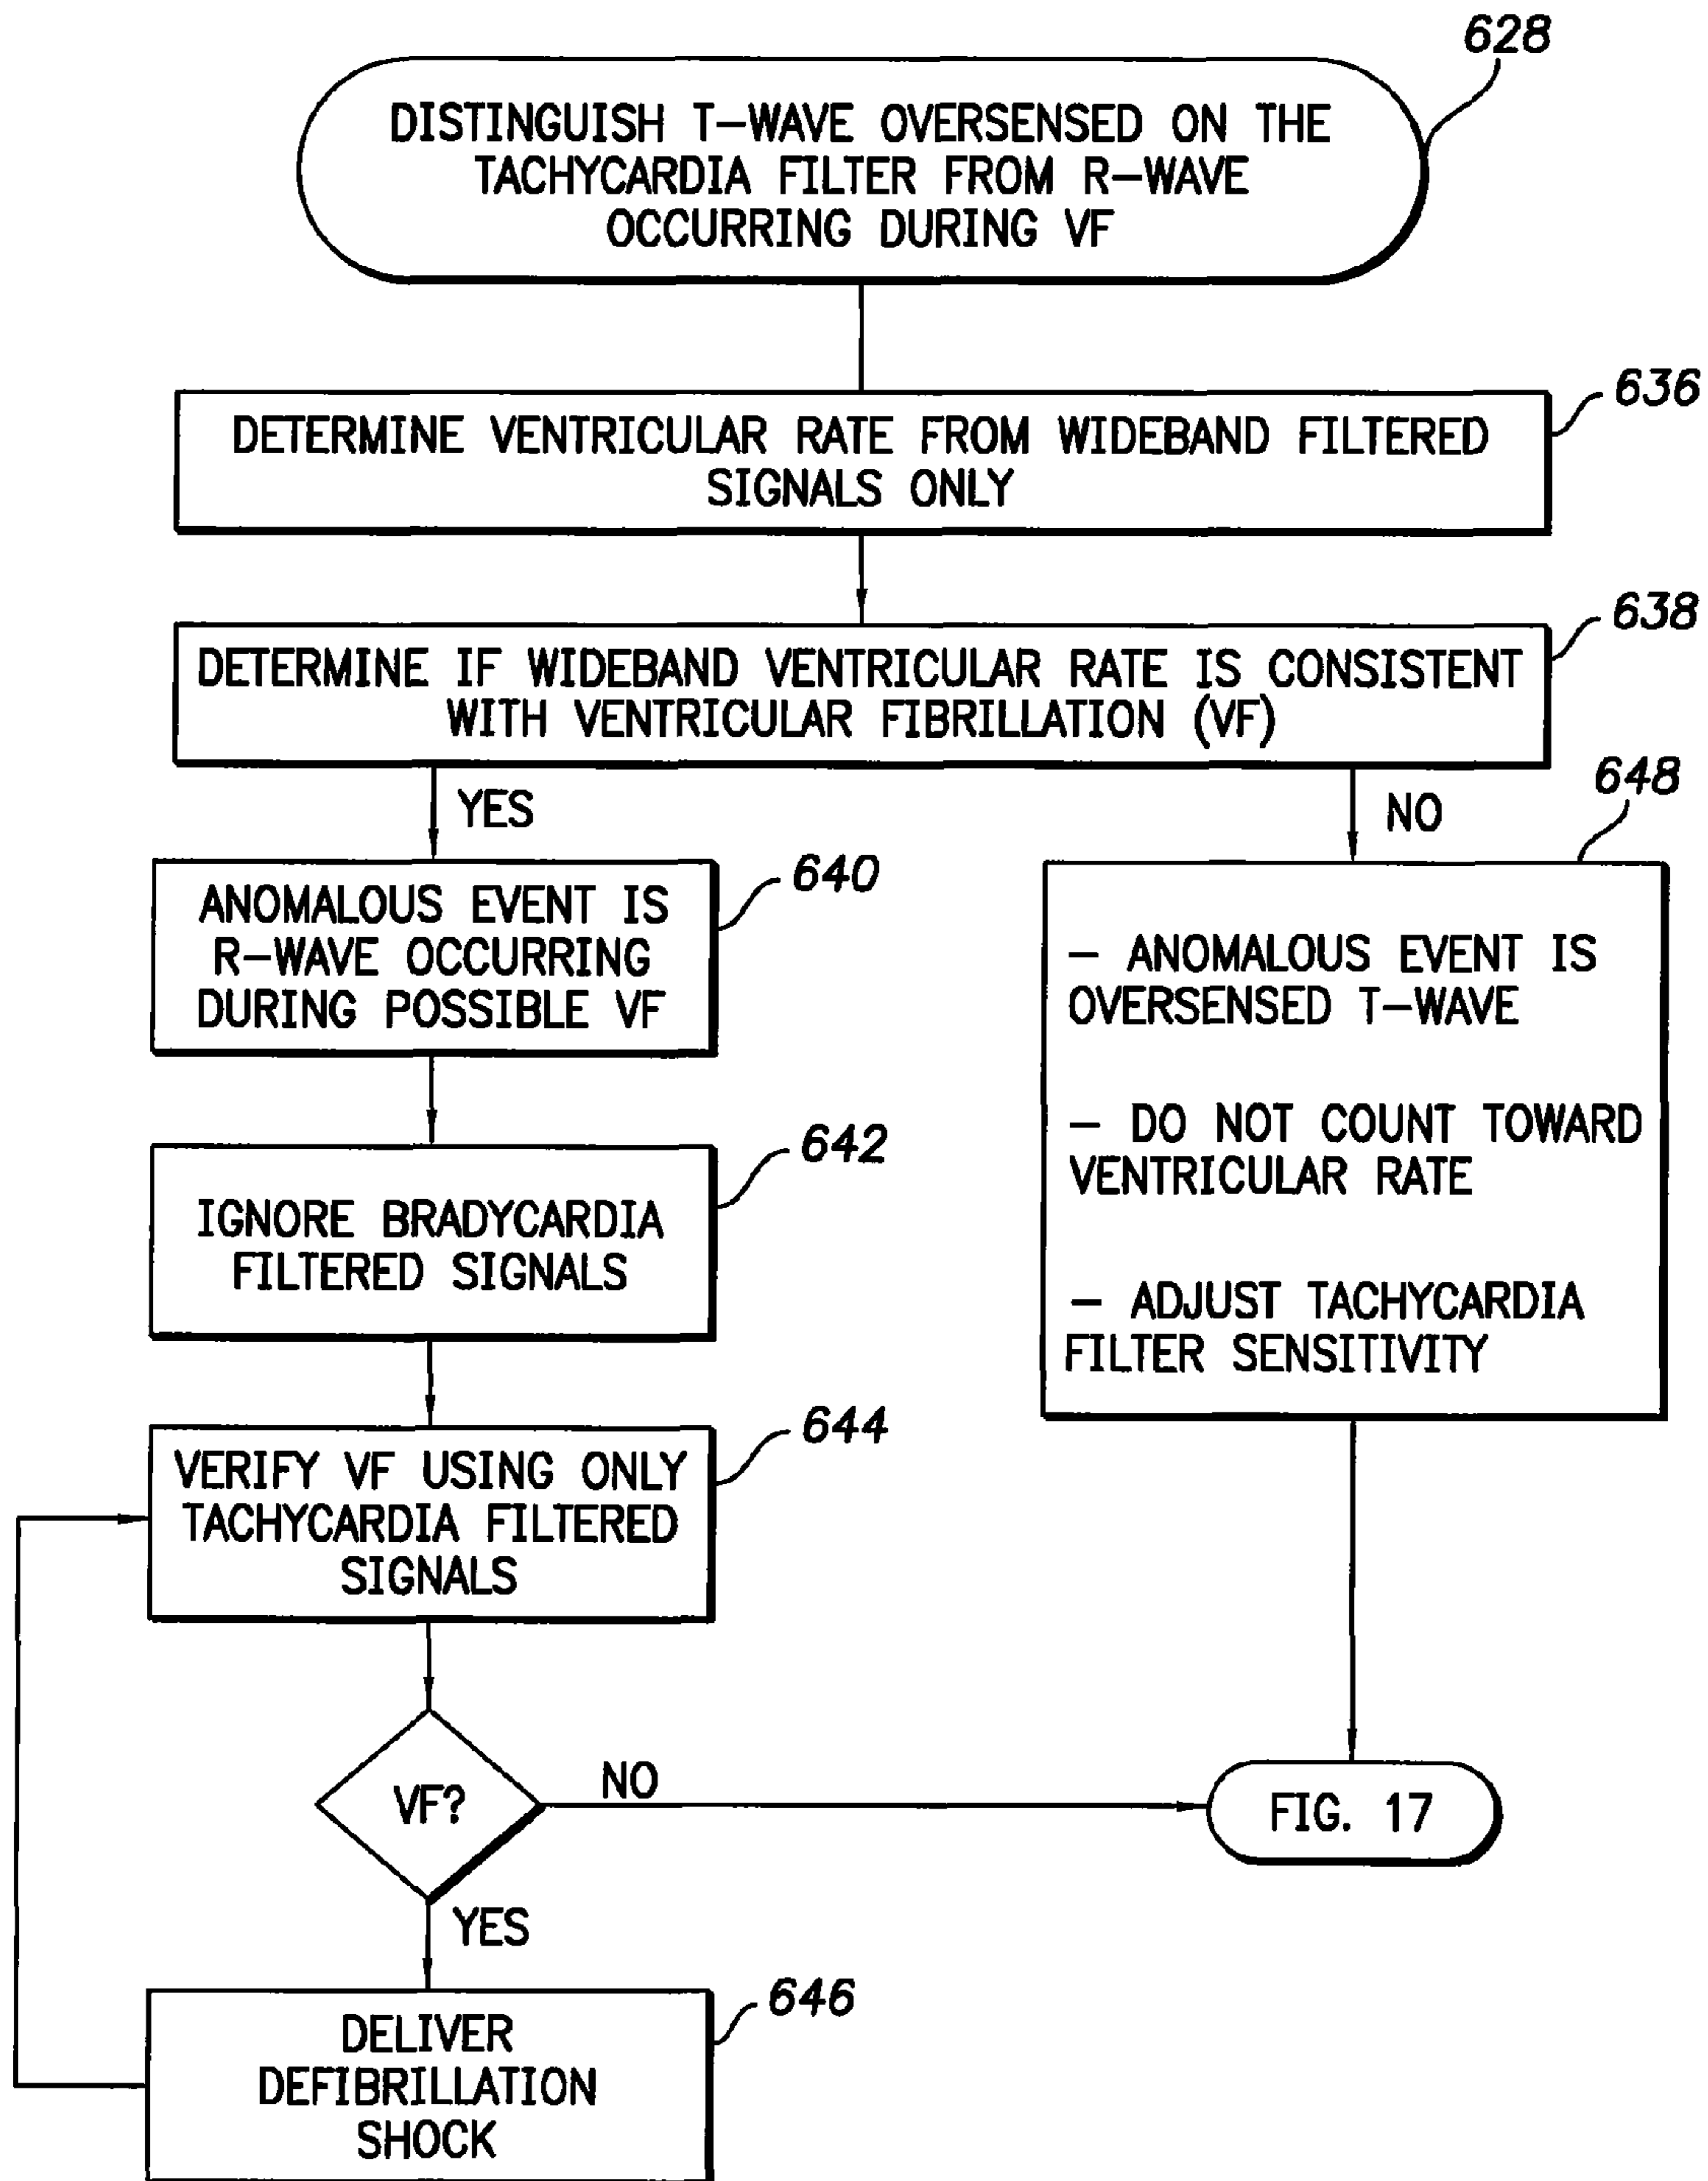 628
DISTINGUISH T-WAVE OVERSENSED ON THE
TACHYCARDIA FILTER FROM R-WAVE
OCCURRING DURING VF
636
DETERMINE VENTRICULAR RATE FROM WIDEBAND FILTERED
SIGNALS ONLY
638
DETERMINE IF WIDEBAND VENTRICULAR RATE IS CONSISTENT
WITH VENTRICULAR FIBRILLATION (VF)
YES
640
ANOMALOUS EVENT IS
R-WAVE OCCURRING
DURING POSSIBLE VF
642
IGNORE BRADYCARDIA
FILTERED SIGNALS
644
VERIFY VF USING ONLY
TACHYCARDIA FILTERED
SIGNALS
VF?
NO
YES
646
DELIVER
DEFIBRILLATION
SHOCK
NO
648
- ANOMALOUS EVENT IS
OVERSENSED T-WAVE
- DO NOT COUNT TOWARD
VENTRICULAR RATE
- ADJUST TACHYCARDIA
FILTER SENSITIVITY
FIG. 17